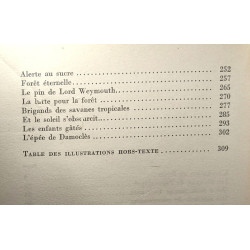 Alerte au sucre ........ 252
Forêt éternelle ........ 257
Le pin de Lord Weymouth ........ 265
La lutte pour la forêt ........ 270
Brigands des savanes tropicales ........ 277
Et le soleil s'obscurcit ........ 285
Les enfants gâtés ........ 293
L'épée de Damoclès ........ 302
TABLE DES ILLUSTRATIONS HORS-TEXTE ........ 309